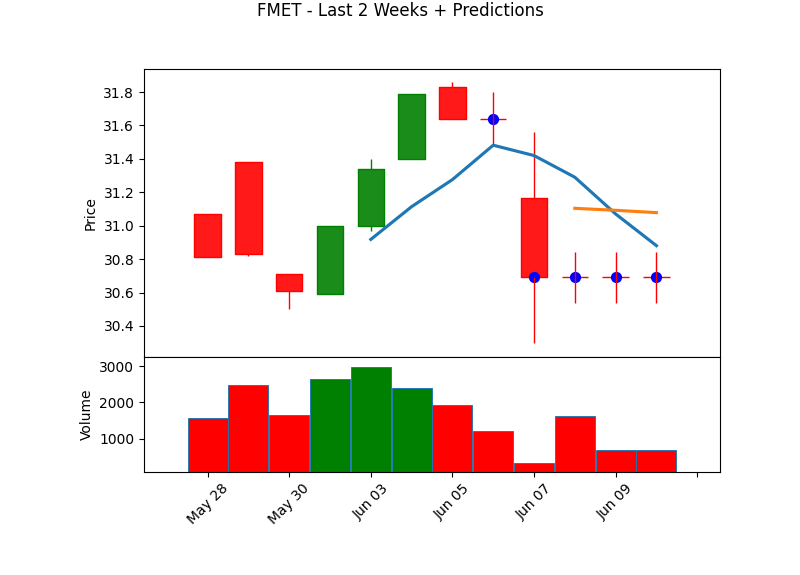 FMET - Last 2 Weeks + Predictions
31.8
31.6
31.4
31.2
31.0
30.8
30.6
30.4
Price
3000
2000
1000
Volume
May 28
May 30
Jun 03
Jun 05
Jun 07
Jun 09